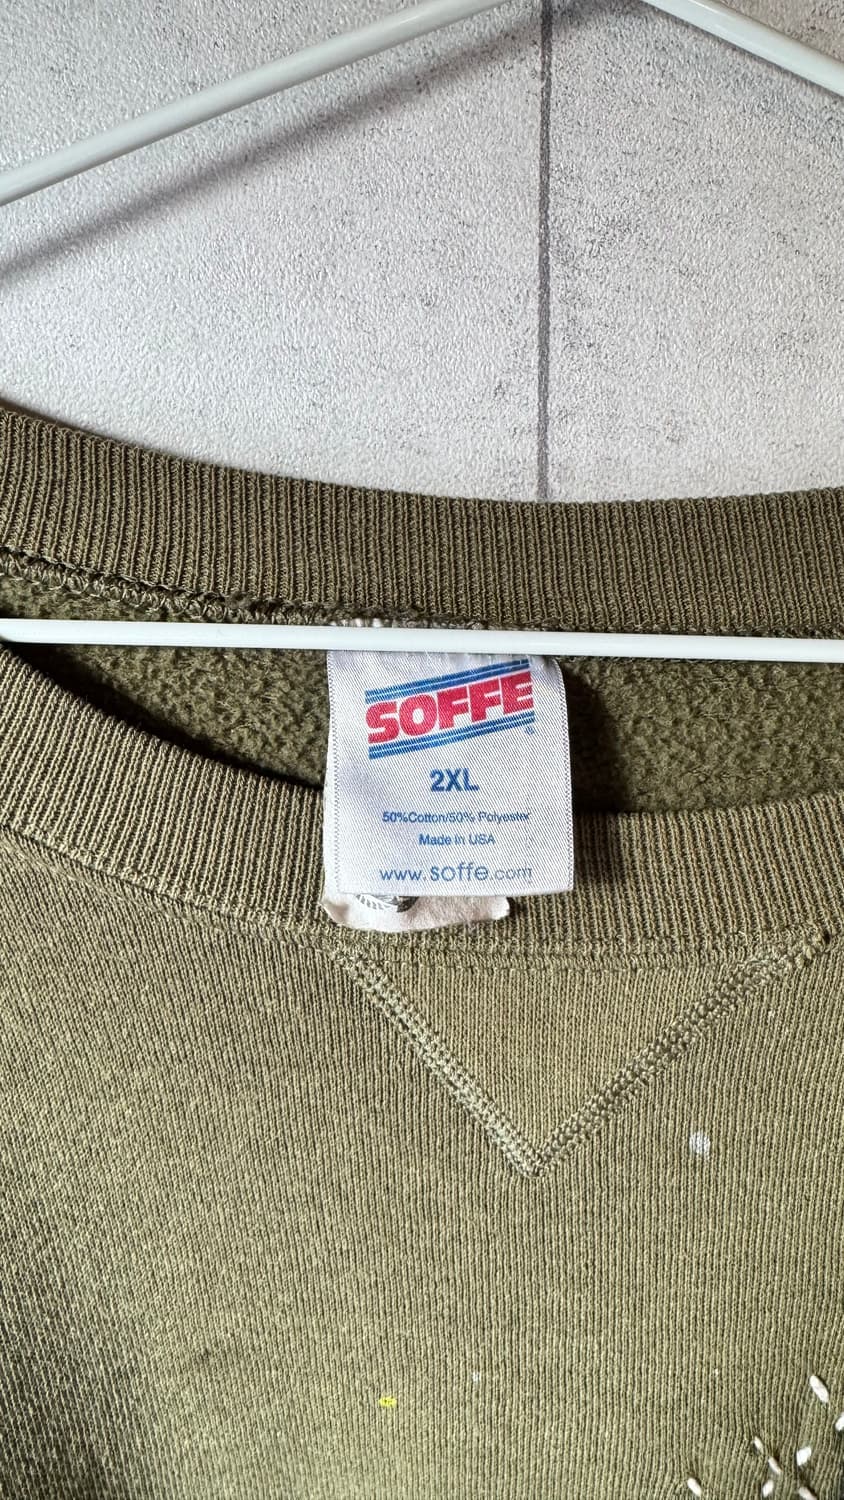 SOFFE
®
2XL
50%Cotton/50% Polyester
Made in USA
www.soffe.com